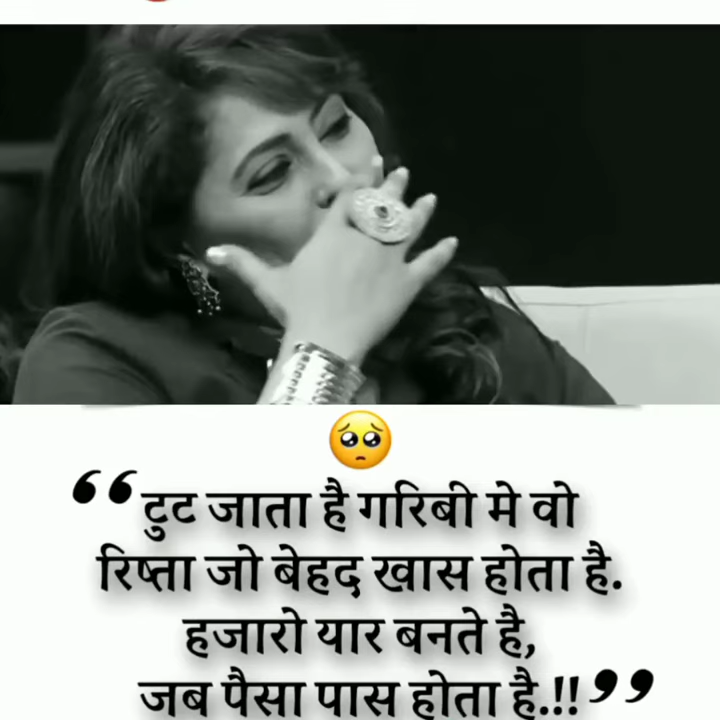 “टुट जाता है गरिबी मे वो
रिष्ता जो बेहद खास होता है.
हजारो यार बनते है,
जब पैसा पास होता है.!!”